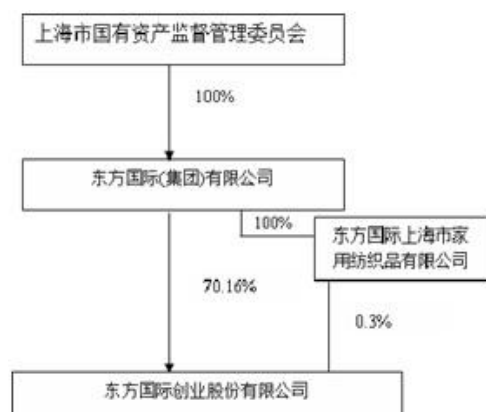 上海市国有资产监督管理委员会
100%
东方国际(集团)有限公司
100%
东方国际上海市家
用纺织品有限公司
70.16%
0.3%
东方国际创业股份有限公司